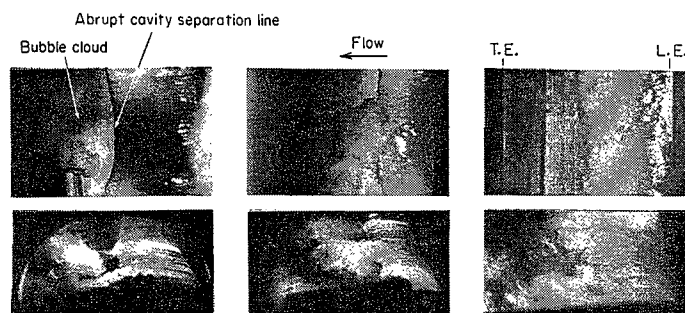 Abrupt cavity separation line
Bubble cloud
Flow
T.E.
L.E.